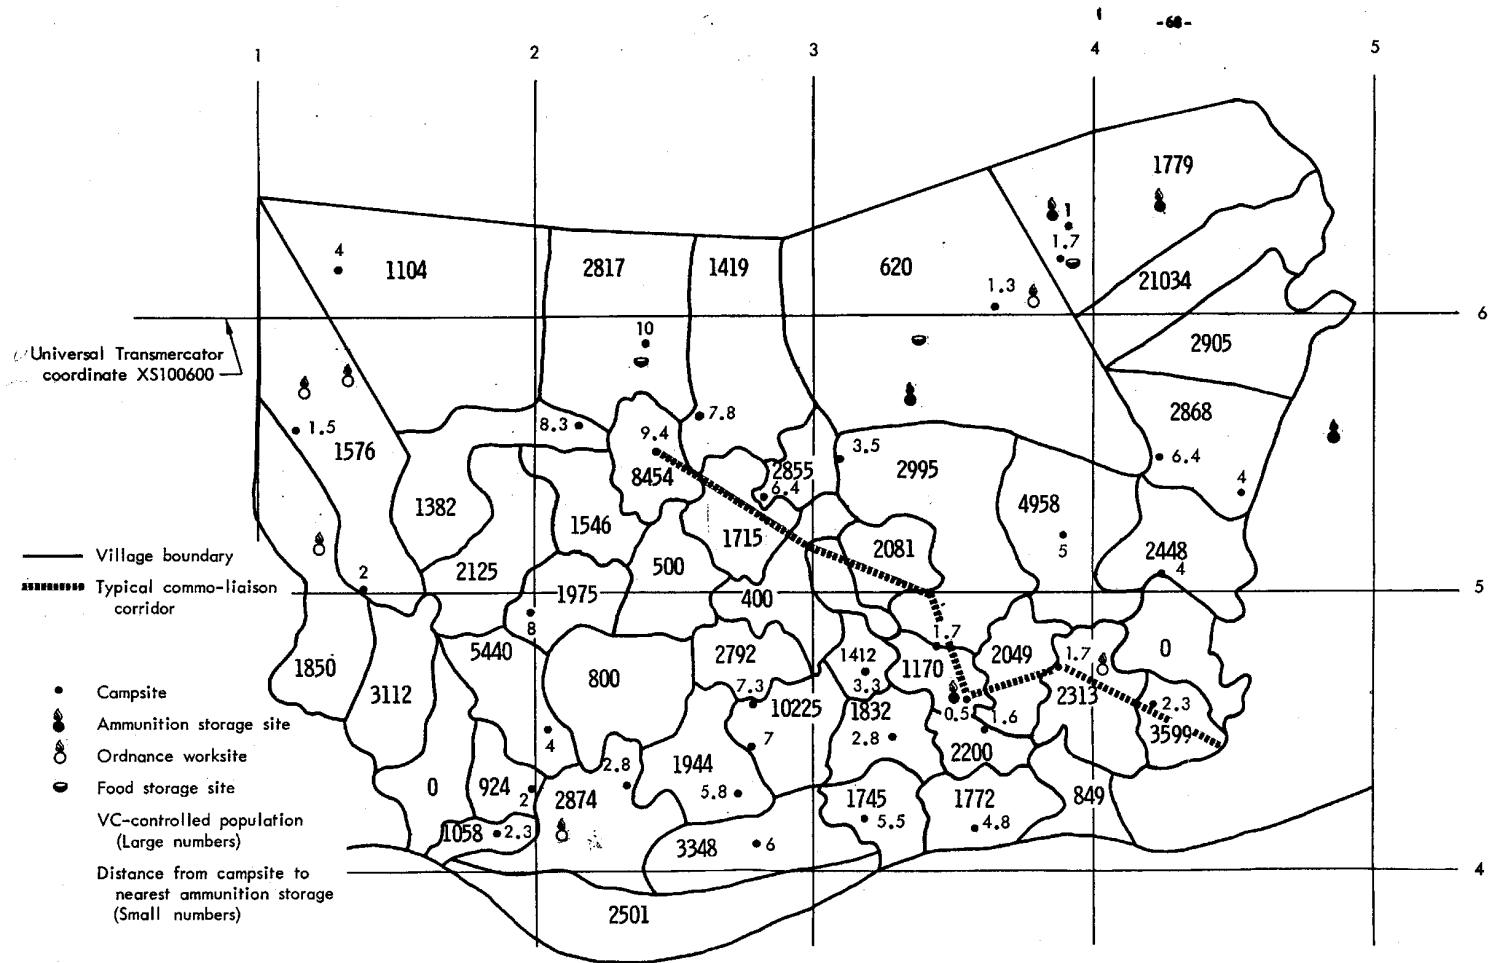 -68-
1 2 3 4 5
1779
4 1104 2817 1419 620 1 1.7
1.3 21034
6
10
Universal Transmercator
coordinate XS100600
2905
2868
1.5 1576 8.3 9.4 7.8 3.5 6.4
8454 2855 6.4 2995 4
1382 1546 1715 4958
5
2081 2448
4
Village boundary
Typical commo-liaison
corridor
2 2125 1975 500 400
5
8 5440 2792 1412 1.7 1170 2049 1.7 0
1850 3112 800 3.3 2313
7.3 10225 1832 0.5 1.6 2.3
4 7 2.8 2200 3599
Campsite
Ammunition storage site
Ordnance worksite
Food storage site
0 924 2 2.8 2874 1944 5.8 1745 5.5 1772 4.8 849
1058 2.3 3348 6
VC-controlled population
(Large numbers)
Distance from campsite to
nearest ammunition storage
(Small numbers)
4
2501